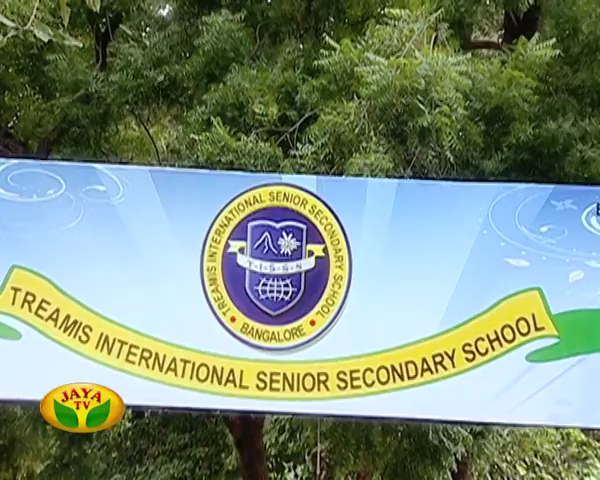 TREAMIS INTERNATIONAL SENIOR SECONDARY SCHOOL
BANGALORE
TREAMIS INTERNATIONAL SENIOR SECONDARY SCHOOL
JAYA
TV